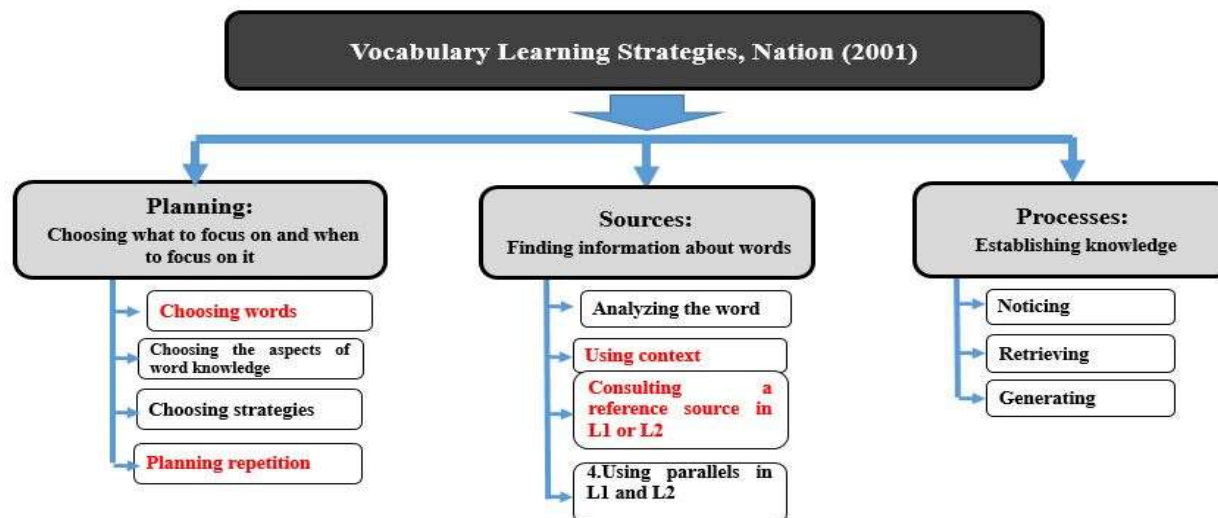 Vocabulary Learning Strategies, Nation (2001)
Planning:
Choosing what to focus on and when
to focus on it
Choosing words
Choosing the aspects of
word knowledge
Choosing strategies
Planning repetition
Sources:
Finding information about words
Analyzing the word
Using context
Consulting a
reference source in
L1 or L2
4.Using parallels in
L1 and L2
Processes:
Establishing knowledge
Noticing
Retrieving
Generating